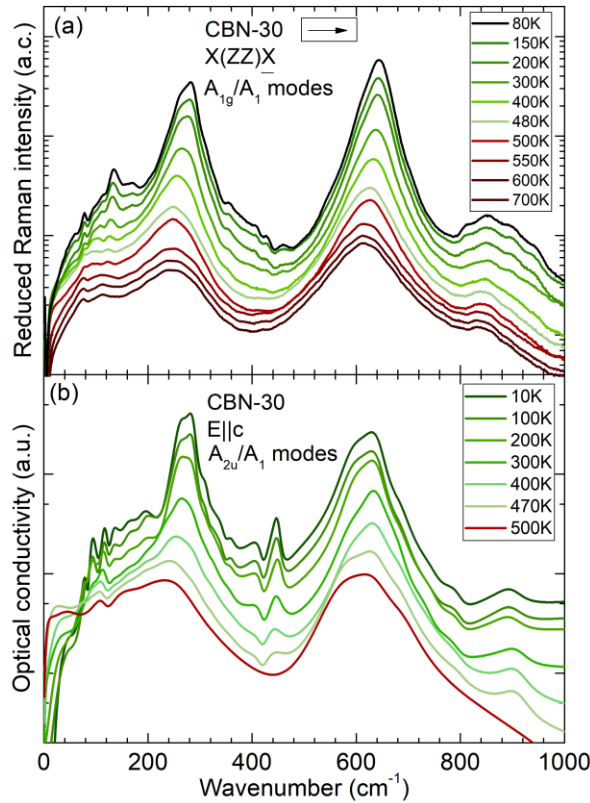 (a)
CBN-30
X(ZZ)X̅
A₁g/A₁ modes
80K
150K
200K
300K
400K
480K
500K
550K
600K
700K
Reduced Raman intensity (a.c.)
(b)
CBN-30
E||c
A₂u/A₁ modes
10K
100K
200K
300K
400K
470K
500K
Optical conductivity (a.u.)
0 200 400 600 800 1000
Wavenumber (cm⁻¹)